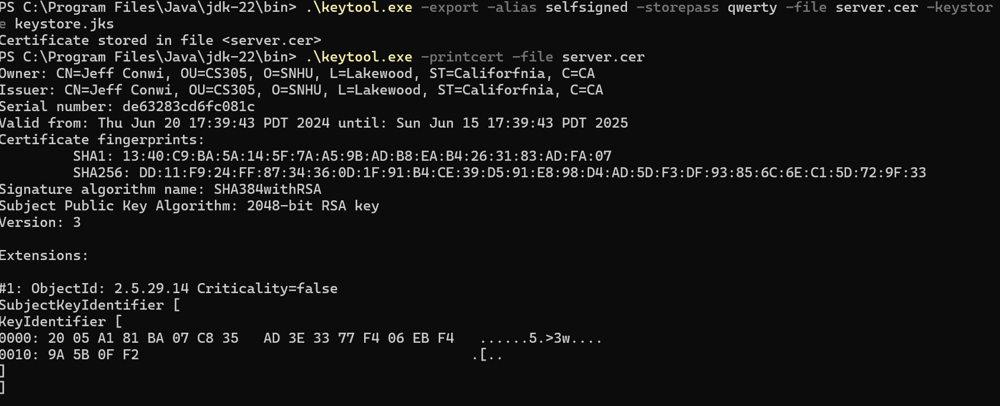 PS C:\Program Files\Java\jdk-22\bin> .\keytool.exe -export -alias selfsigned -storepass qwerty -file server.cer -keystor
e keystore.jks
Certificate stored in file <server.cer>
PS C:\Program Files\Java\jdk-22\bin> .\keytool.exe -printcert -file server.cer
Owner: CN=Jeff Conwi, OU=CS305, O=SNHU, L=Lakewood, ST=Califorfnia, C=CA
Issuer: CN=Jeff Conwi, OU=CS305, O=SNHU, L=Lakewood, ST=Califorfnia, C=CA
Serial number: de63283cd6fc081c
Valid from: Thu Jun 20 17:39:43 PDT 2024 until: Sun Jun 15 17:39:43 PDT 2025
Certificate fingerprints:
SHA1: 13:40:C9:BA:5A:14:5F:7A:A5:9B:AD:B8:EA:B4:26:31:83:AD:FA:07
SHA256: DD:11:F9:24:FF:87:34:36:0D:1F:91:B4:CE:39:D5:91:E8:98:D4:AD:5D:F3:DF:93:85:6C:6E:C1:5D:72:9F:33
Signature algorithm name: SHA384withRSA
Subject Public Key Algorithm: 2048-bit RSA key
Version: 3
Extensions:
#1: ObjectId: 2.5.29.14 Criticality=false
SubjectKeyIdentifier [
KeyIdentifier [
0000: 20 05 A1 81 BA 07 C8 35   AD 3E 33 77 F4 06 EB F4   ......5.>3w....
0010: 9A 5B 0F F2   .[..
]
]